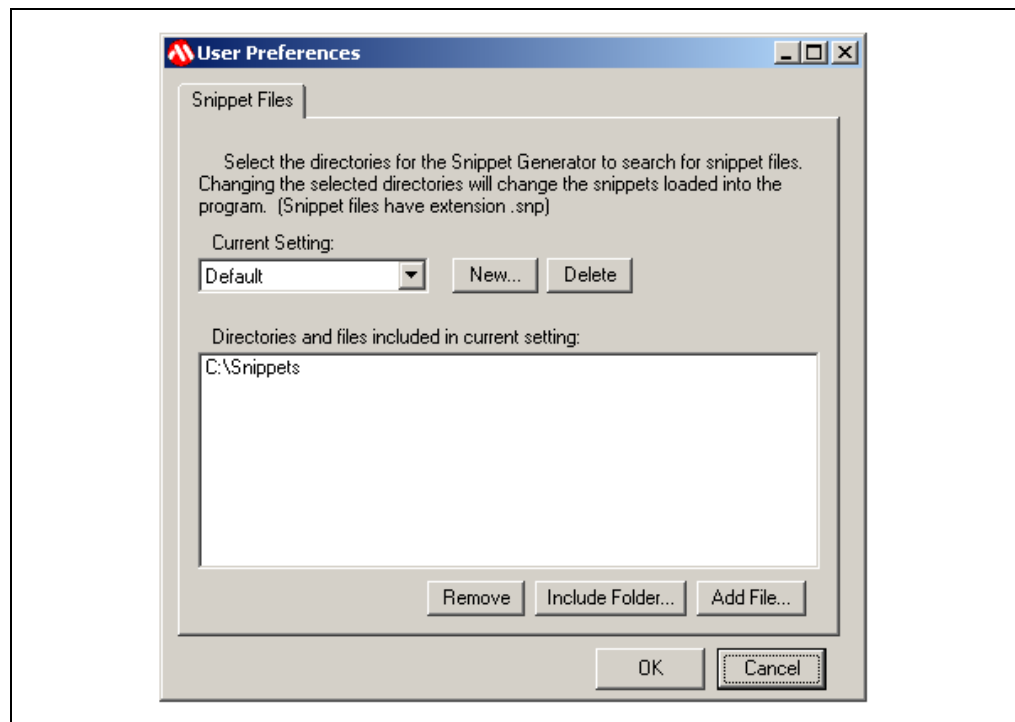 User Preferences
Snippet Files
Select the directories for the Snippet Generator to search for snippet files.
Changing the selected directories will change the snippets loaded into the
program. (Snippet files have extension .snp)
Current Setting:
Default
New...
Delete
Directories and files included in current setting:
C:\Snippets
Remove
Include Folder...
Add File...
OK
Cancel